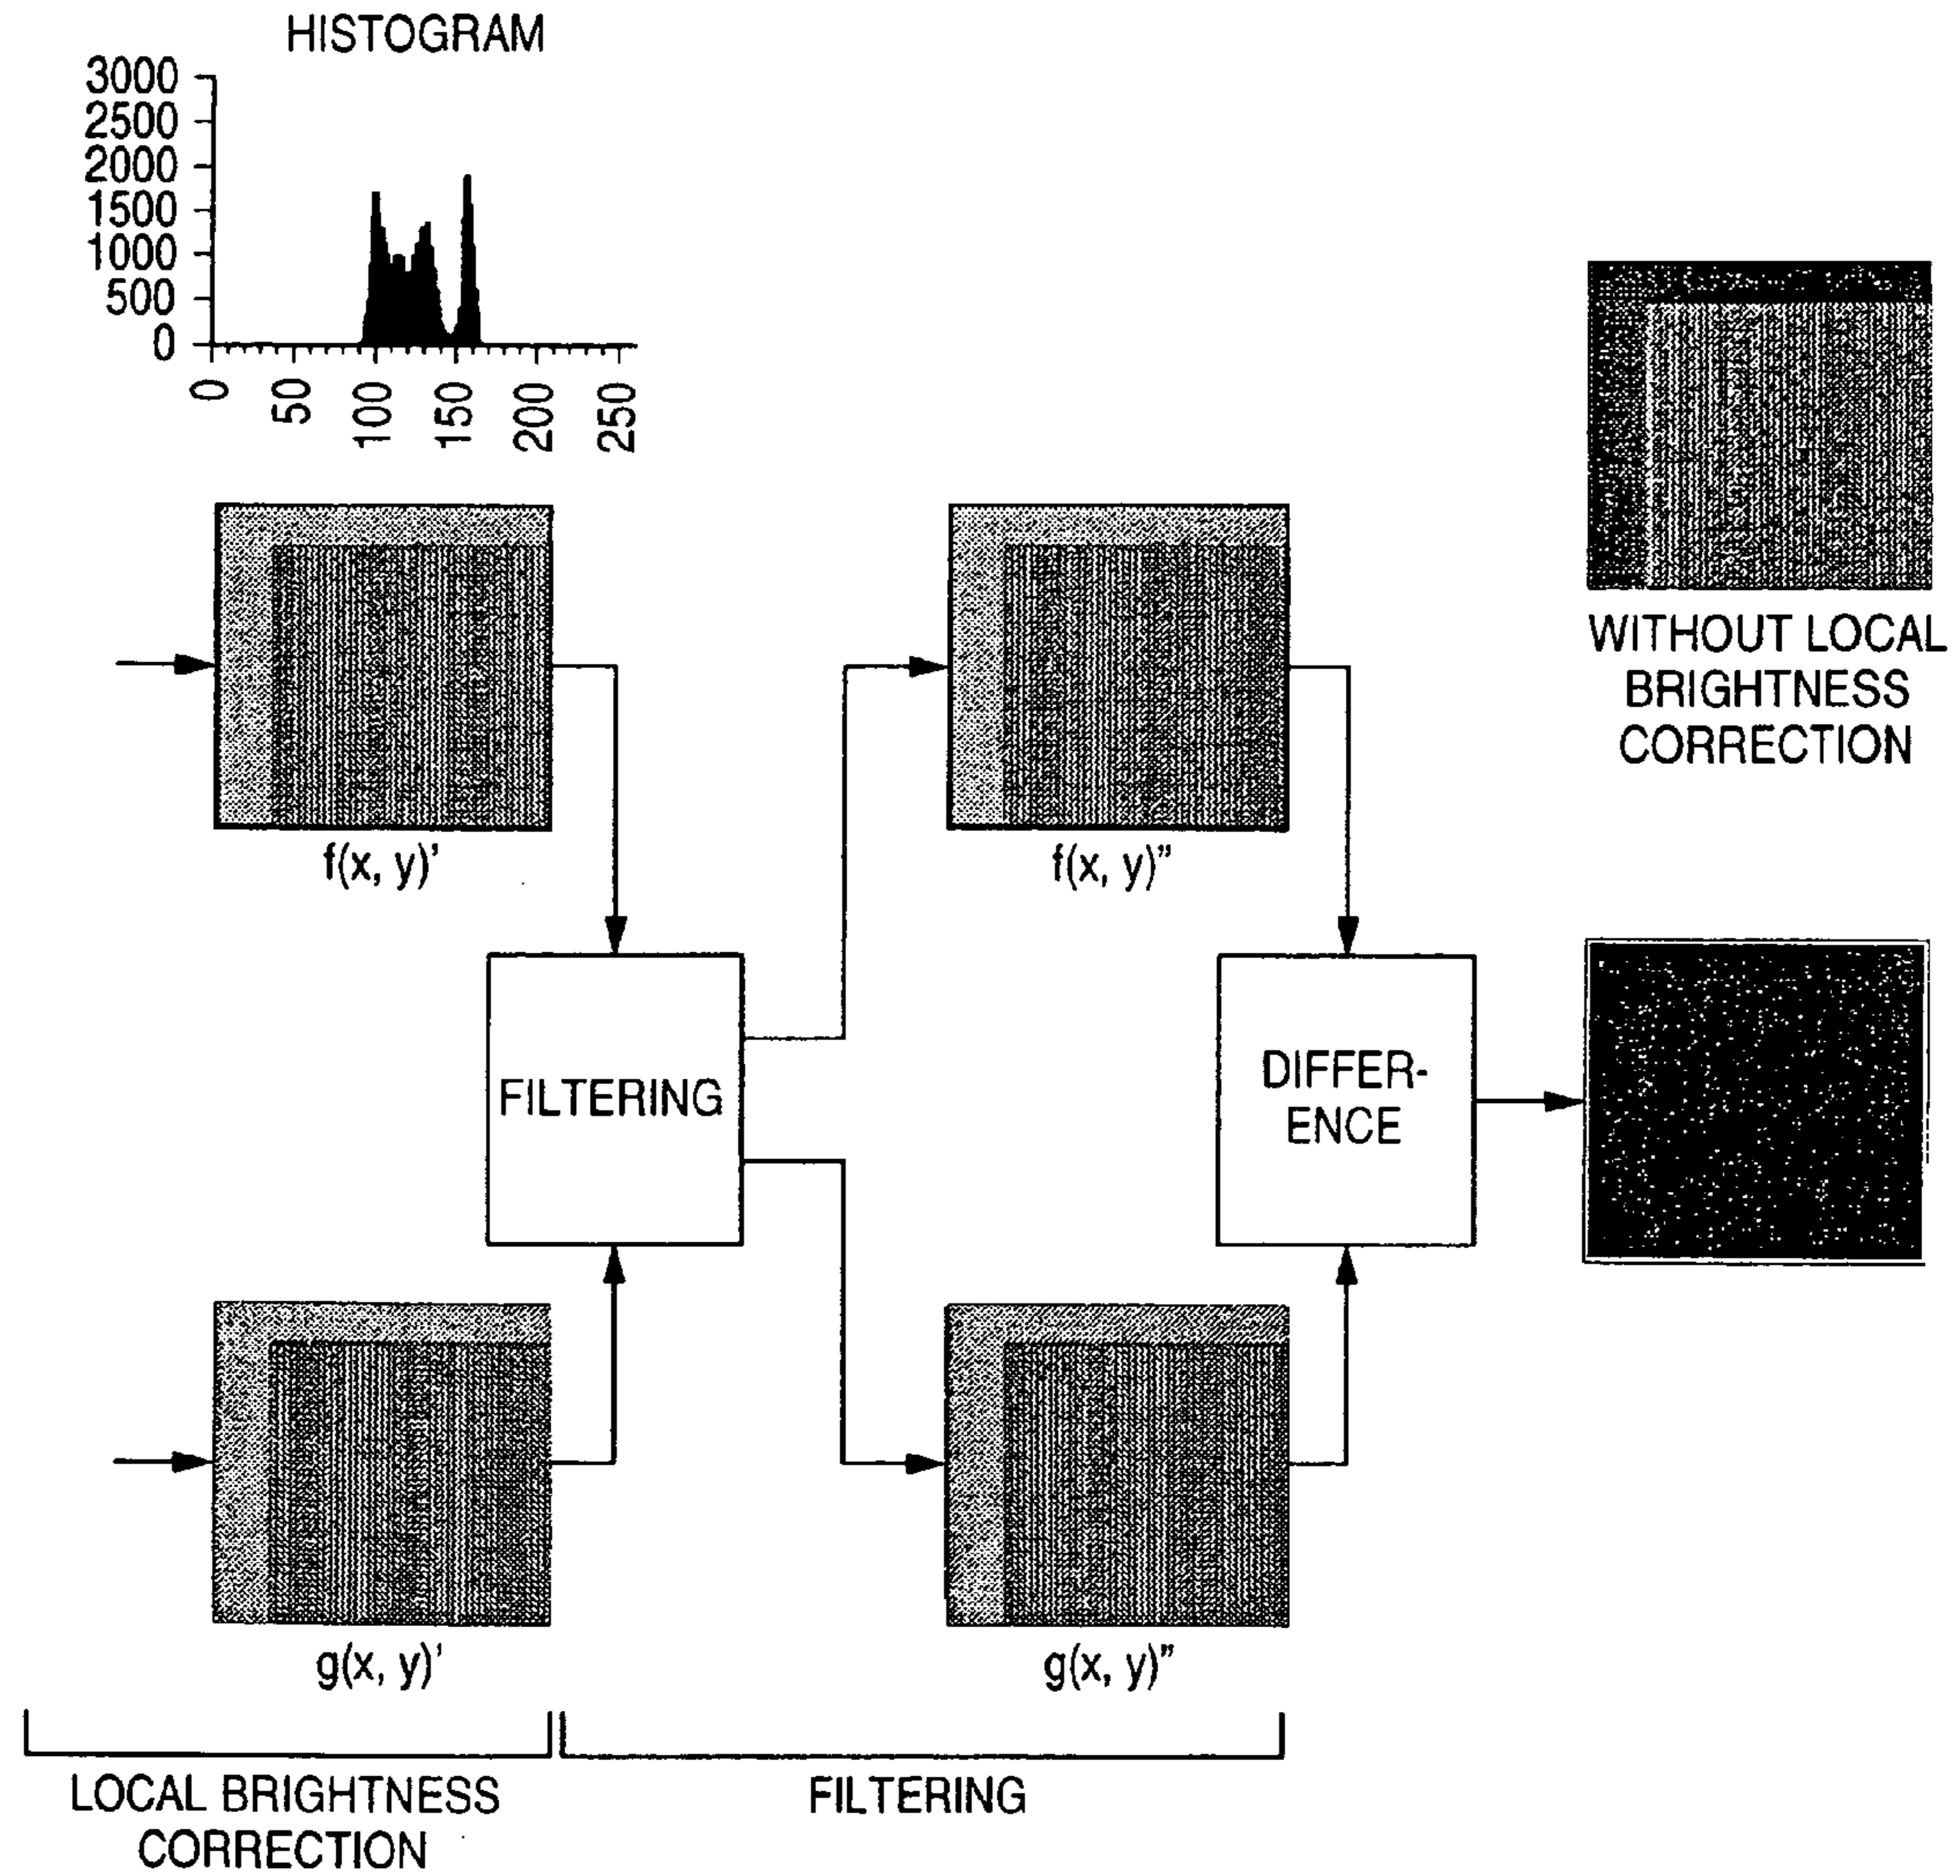 HISTOGRAM
3000
2500
2000
1500
1000
500
0
0
50
100
150
200
250
WITHOUT LOCAL
BRIGHTNESS
CORRECTION
f(x, y)'
f(x, y)"
FILTERING
DIFFER-
ENCE
g(x, y)'
g(x, y)"
LOCAL BRIGHTNESS
CORRECTION
FILTERING